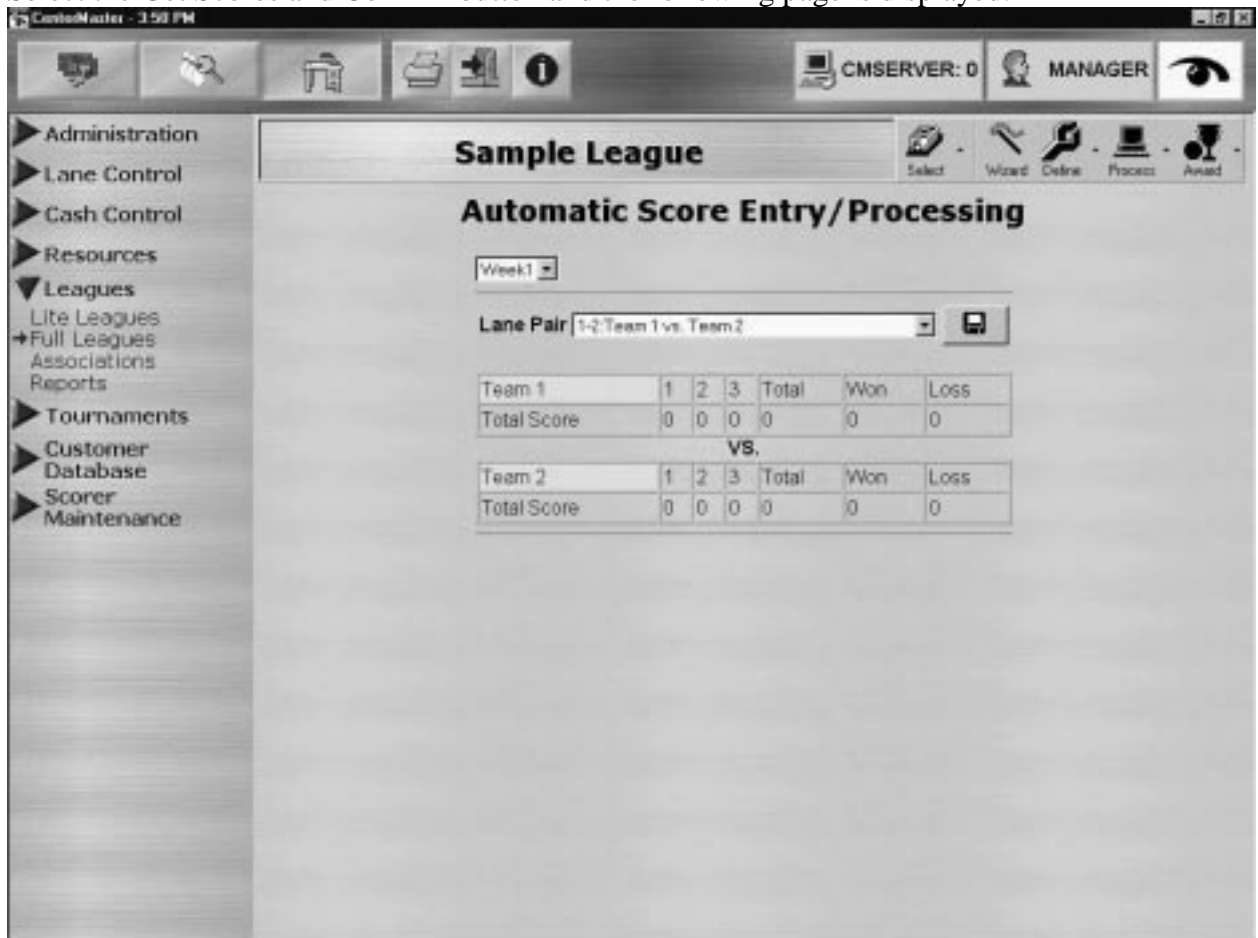 CenterMaster - 3:50 PM
CMSERVER: 0
MANAGER
Administration
Lane Control
Cash Control
Resources
Leagues
Lite Leagues
Full Leagues
Associations
Reports
Tournaments
Customer
Database
Scorer
Maintenance
Sample League
Select
Wizard
Define
Process
Award
Automatic Score Entry/Processing
Week1
Lane Pair 1-2:Team 1 vs. Team 2
Team 1 1 2 3 Total Won Loss
Total Score 0 0 0 0 0 0
VS.
Team 2 1 2 3 Total Won Loss
Total Score 0 0 0 0 0 0